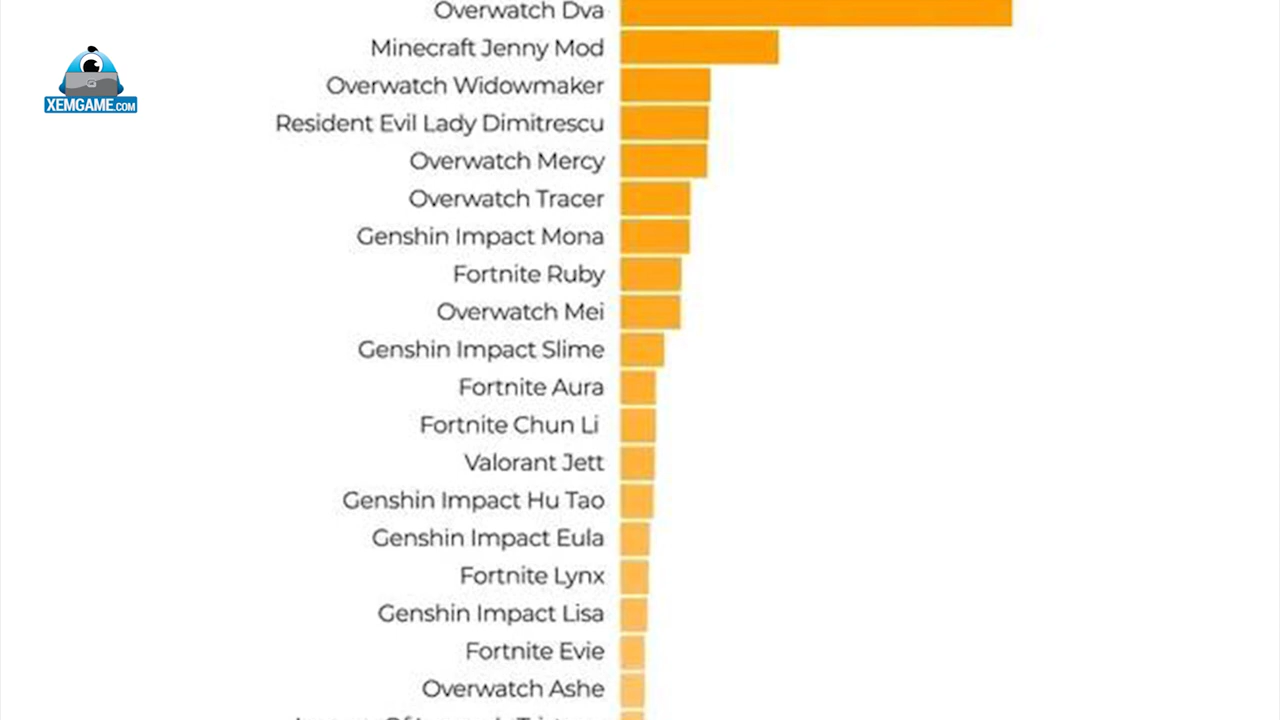 Overwatch Dva
XEMGAME.COM
Minecraft Jenny Mod
Overwatch Widowmaker
Resident Evil Lady Dimitrescu
Overwatch Mercy
Overwatch Tracer
Genshin Impact Mona
Fortnite Ruby
Overwatch Mei
Genshin Impact Slime
Fortnite Aura
Fortnite Chun Li
Valorant Jett
Genshin Impact Hu Tao
Genshin Impact Eula
Fortnite Lynx
Genshin Impact Lisa
Fortnite Evie
Overwatch Ashe